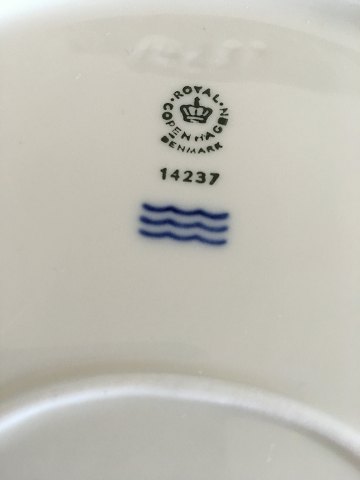 ROYAL
COPENHAGEN
DENMARK
14237